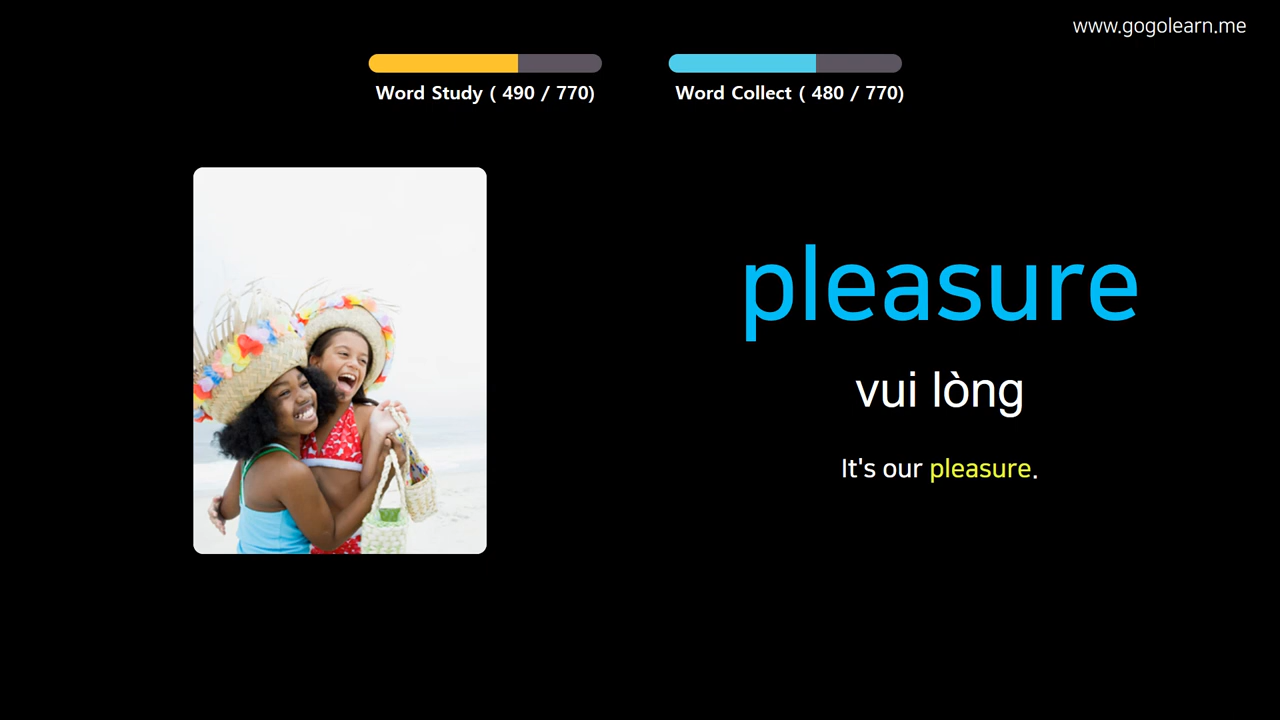 www.gogolearn.me
Word Study ( 490 / 770)
Word Collect ( 480 / 770)
pleasure
vui lòng
It's our pleasure.